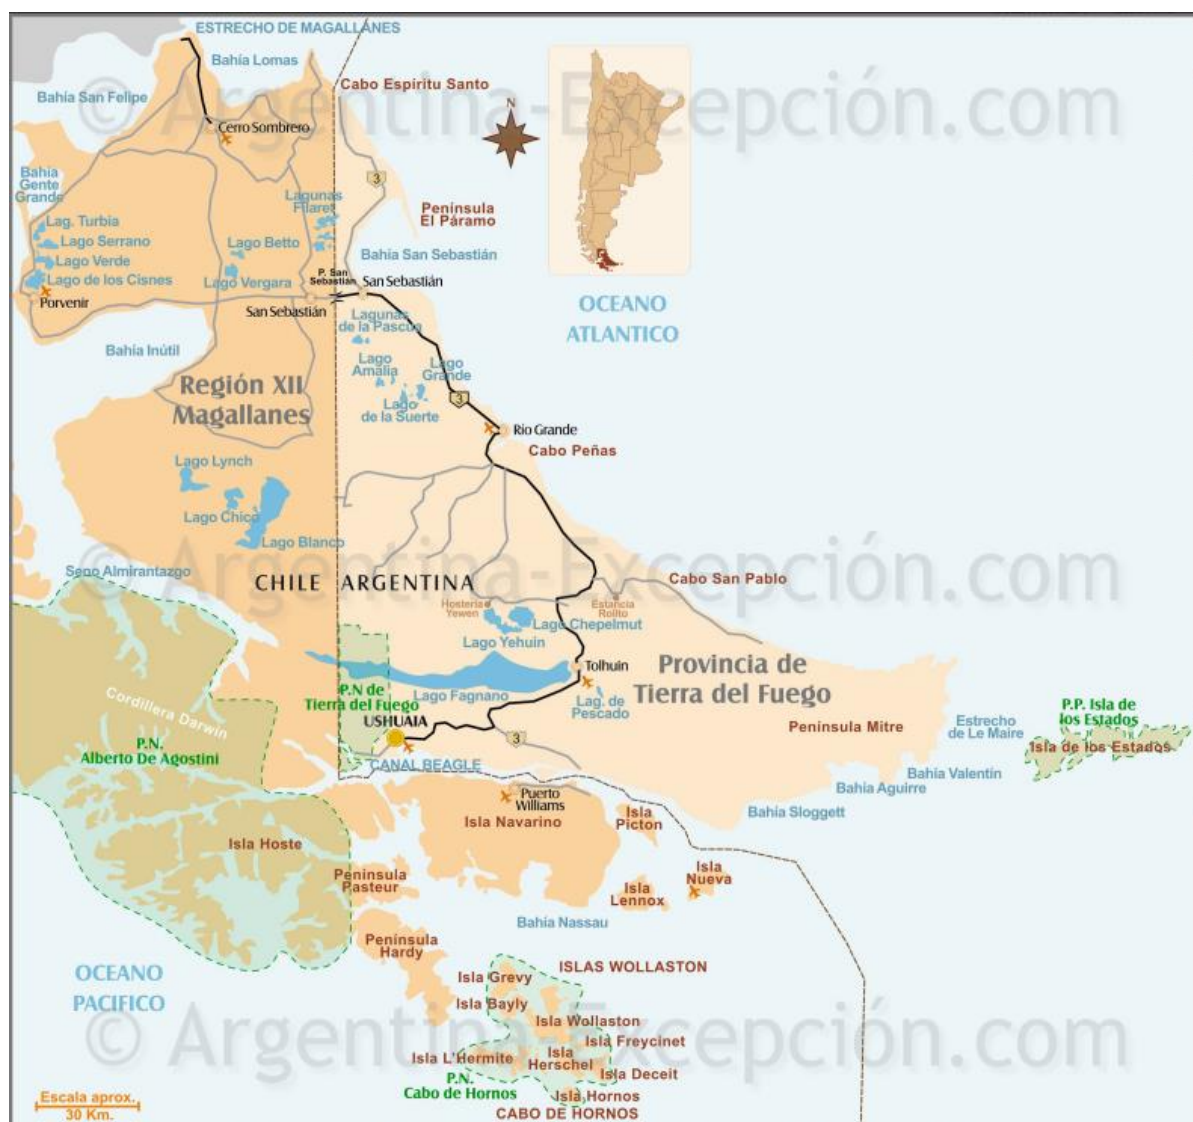 ESTRECHO DE MAGALLANES
Bahía Lomas
Cabo Espíritu Santo
Bahía San Felipe
© Argentina-Excepción.com
N
Cerro Sombrero
3
Bahía
Gente
Grande
Lagunas
Filaret
Península
El Páramo
Lag. Turbia
Lago Serrano
Lago Betto
Bahía San Sebastián
Lago Verde
Lago de los Cisnes
Lago Vergara
P. San
Sebastián
San Sebastián
Porvenir
San Sebastián
OCEANO
ATLANTICO
Lagunas
de la Pascua
Bahía Inútil
Lago
Amalia
Lago
Grande
Región XII
Magallanes
3
Lago
de la Suerte
Río Grande
Cabo Peñas
Lago Lynch
Lago Chico
Lago Blanco
© Argentina-Excepción.com
Seno Almirantazgo
CHILE
ARGENTINA
Cabo San Pablo
Hostería
Yewen
Estancia
Rolito
Lago Chepelmut
Lago Yehuin
Tolhuin
Provincia de
Tierra del Fuego
P.N de
Tierra del Fuego
Lago Fagnano
Lag. de
Pescado
Cordillera Darwin
USHUAIA
3
Península Mitre
Estrecho
de Le Maire
P.P. Isla de
los Estados
Isla de los Estados
P.N.
Alberto De Agostini
CANAL BEAGLE
Bahía Valentín
Bahía Aguirre
Bahía Sloggett
Puerto
Williams
Isla Navarino
Isla
Picton
Isla Hoste
Península
Pasteur
Isla
Nueva
Isla
Lennox
Bahía Nassau
Península
Hardy
OCEANO
PACIFICO
ISLAS WOLLASTON
Isla Grevy
Isla Bayly
Isla Wollaston
© Argentina-Excepción.com
Isla Freycinet
Isla L'Hermite
Isla
Herschel
Isla Deceit
P.N.
Cabo de Hornos
Isla Hornos
CABO DE HORNOS
Escala aprox.
30 Km.